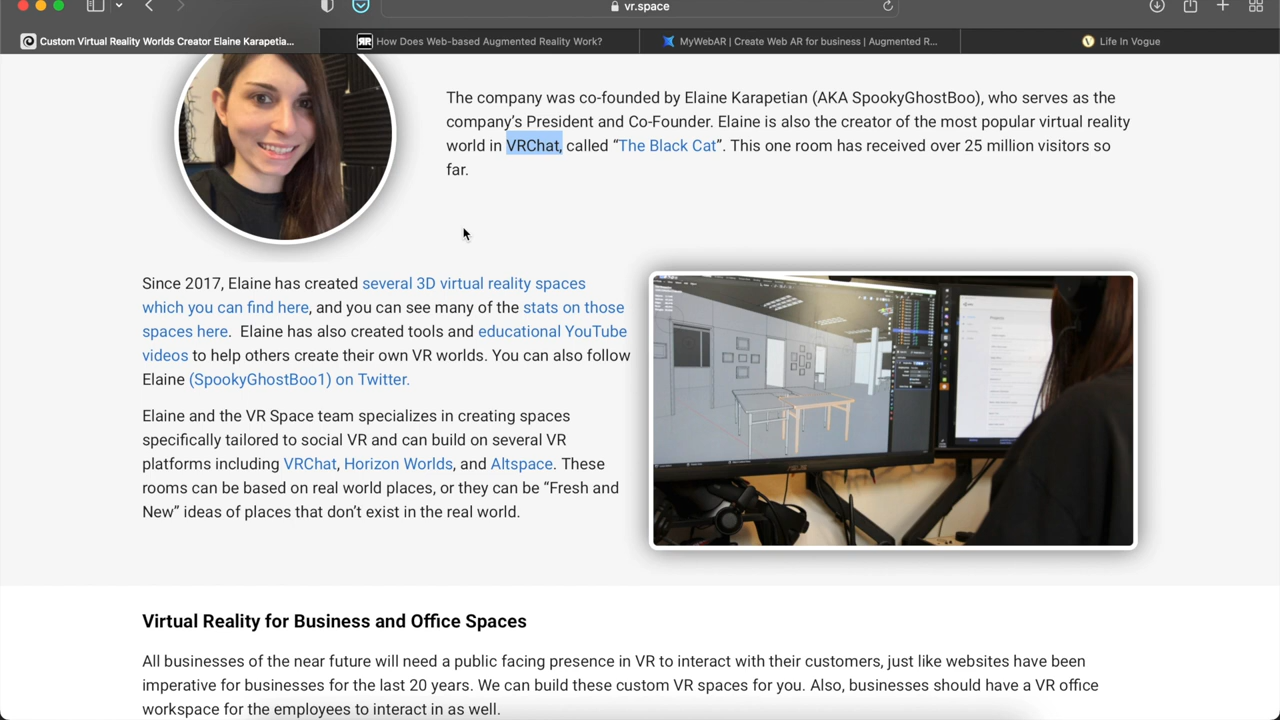 vr.space
Custom Virtual Reality Worlds Creator Elaine Karapetia...
How Does Web-based Augmented Reality Work?
MyWebAR | Create Web AR for business | Augmented R...
Life In Vogue
The company was co-founded by Elaine Karapetian (AKA SpookyGhostBoo), who serves as the
company's President and Co-Founder. Elaine is also the creator of the most popular virtual reality
world in VRChat, called “The Black Cat”. This one room has received over 25 million visitors so
far.
Since 2017, Elaine has created several 3D virtual reality spaces
which you can find here, and you can see many of the stats on those
spaces here. Elaine has also created tools and educational YouTube
videos to help others create their own VR worlds. You can also follow
Elaine (SpookyGhostBoo1) on Twitter.
Elaine and the VR Space team specializes in creating spaces
specifically tailored to social VR and can build on several VR
platforms including VRChat, Horizon Worlds, and Altspace. These
rooms can be based on real world places, or they can be “Fresh and
New” ideas of places that don’t exist in the real world.
Virtual Reality for Business and Office Spaces
All businesses of the near future will need a public facing presence in VR to interact with their customers, just like websites have been
imperative for businesses for the last 20 years. We can build these custom VR spaces for you. Also, businesses should have a VR office
workspace for the employees to interact in as well.